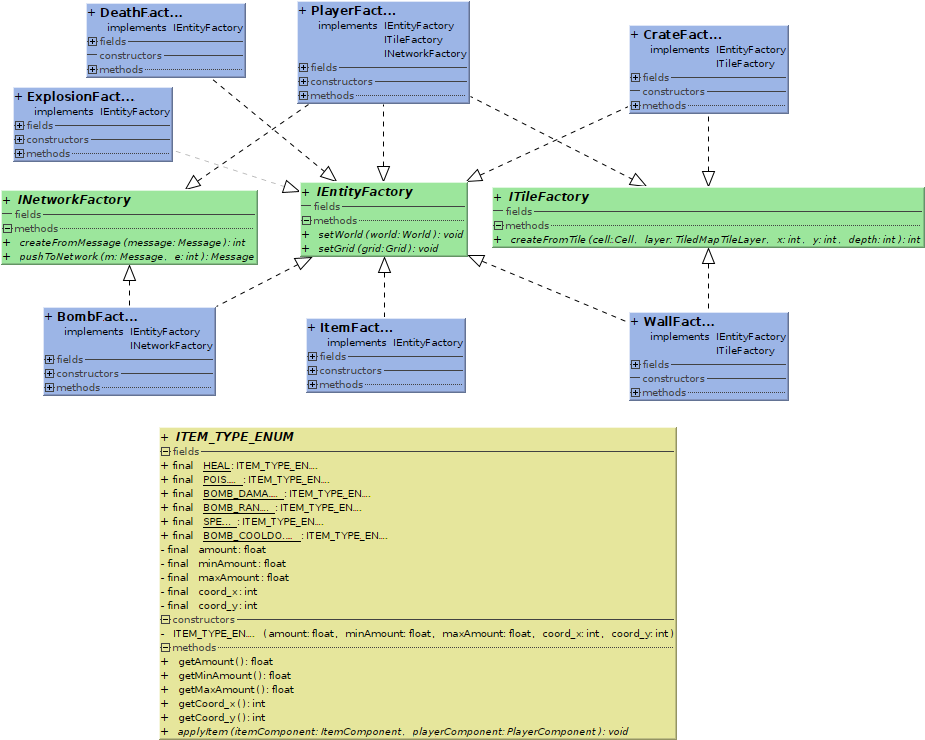 + DeathFact...
implements IEntityFactory
fields
constructors
methods
+ PlayerFact...
implements IEntityFactory
ITileFactory
INetworkFactory
fields
constructors
methods
+ CrateFact...
implements IEntityFactory
ITileFactory
fields
constructors
methods
+ ExplosionFact...
implements IEntityFactory
fields
constructors
methods
+ INetworkFactory
fields
methods
+ createFromMessage (message: Message): int
+ pushToNetwork (m: Message, e: int): Message
+ IEntityFactory
fields
methods
+ setWorld (world: World): void
+ setGrid (grid: Grid): void
+ ITileFactory
fields
methods
+ createFromTile (cell: Cell, layer: TiledMapTileLayer, x: int, y: int, depth: int): int
+ BombFact...
implements IEntityFactory
INetworkFactory
fields
constructors
methods
+ ItemFact...
implements IEntityFactory
fields
constructors
methods
+ WallFact...
implements IEntityFactory
ITileFactory
fields
constructors
methods
+ ITEM_TYPE_ENUM
fields
+ final HEAL: ITEM_TYPE_EN...
+ final POIS... : ITEM_TYPE_EN...
+ final BOMB_DAMA... : ITEM_TYPE_EN...
+ final BOMB_RAN... : ITEM_TYPE_EN...
+ final SPE... : ITEM_TYPE_EN...
+ final BOMB_COOLDO... : ITEM_TYPE_EN...
- final amount: float
- final minAmount: float
- final maxAmount: float
- final coord_x: int
- final coord_y: int
constructors
- ITEM_TYPE_EN... (amount: float, minAmount: float, maxAmount: float, coord_x: int, coord_y: int)
methods
+ getAmount(): float
+ getMinAmount(): float
+ getMaxAmount(): float
+ getCoord_x(): int
+ getCoord_y(): int
+ applyItem (itemComponent: ItemComponent, playerComponent: PlayerComponent): void